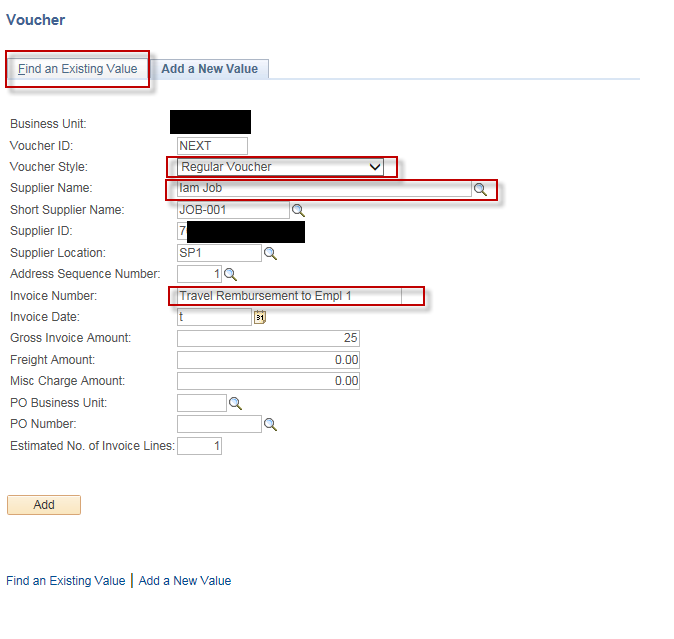 Voucher
Find an Existing Value Add a New Value
Business Unit:
Voucher ID: NEXT
Voucher Style: Regular Voucher
Supplier Name: Iam Job
Short Supplier Name: JOB-001
Supplier ID: 7
Supplier Location: SP1
Address Sequence Number: 1
Invoice Number: Travel Rembursement to Empl 1
Invoice Date: t 31
Gross Invoice Amount: 25
Freight Amount: 0.00
Misc Charge Amount: 0.00
PO Business Unit:
PO Number:
Estimated No. of Invoice Lines: 1
Add
Find an Existing Value | Add a New Value